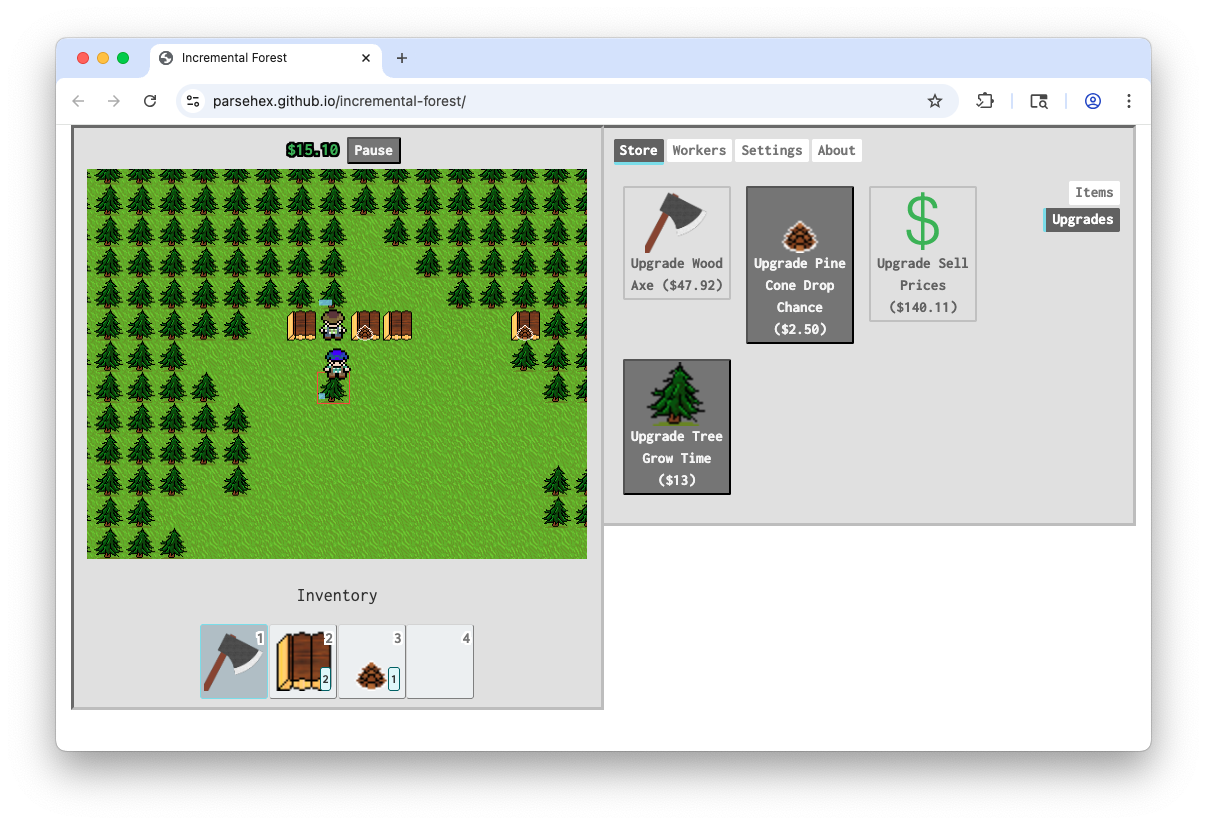 Incremental Forest
parsehex.github.io/incremental-forest/
$15.10 Pause
Store Workers Settings About
Items
Upgrades
Upgrade Wood
Axe ($47.92)
Upgrade Pine
Cone Drop
Chance
($2.50)
Upgrade Sell
Prices
($140.11)
Upgrade Tree
Grow Time
($13)
Inventory
1 2 3 4
2 1